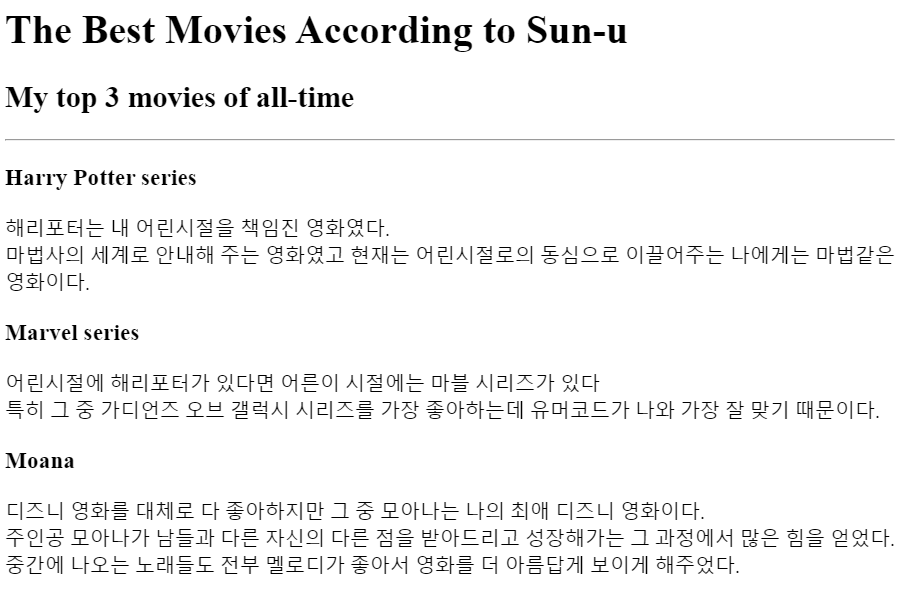 The Best Movies According to Sun-u
My top 3 movies of all-time
Harry Potter series
해리포터는 내 어린시절을 책임진 영화였다.
마법사의 세계로 안내해 주는 영화였고 현재는 어린시절로의 동심으로 이끌어주는 나에게는 마법같은
영화이다.
Marvel series
어린시절에 해리포터가 있다면 어른이 시절에는 마블 시리즈가 있다
특히 그 중 가디언즈 오브 갤럭시 시리즈를 가장 좋아하는데 유머코드가 나와 가장 잘 맞기 때문이다.
Moana
디즈니 영화를 대체로 다 좋아하지만 그 중 모아나는 나의 최애 디즈니 영화이다.
주인공 모아나가 남들과 다른 자신의 다른 점을 받아드리고 성장해가는 그 과정에서 많은 힘을 얻었다.
중간에 나오는 노래들도 전부 멜로디가 좋아서 영화를 더 아름답게 보이게 해주었다.